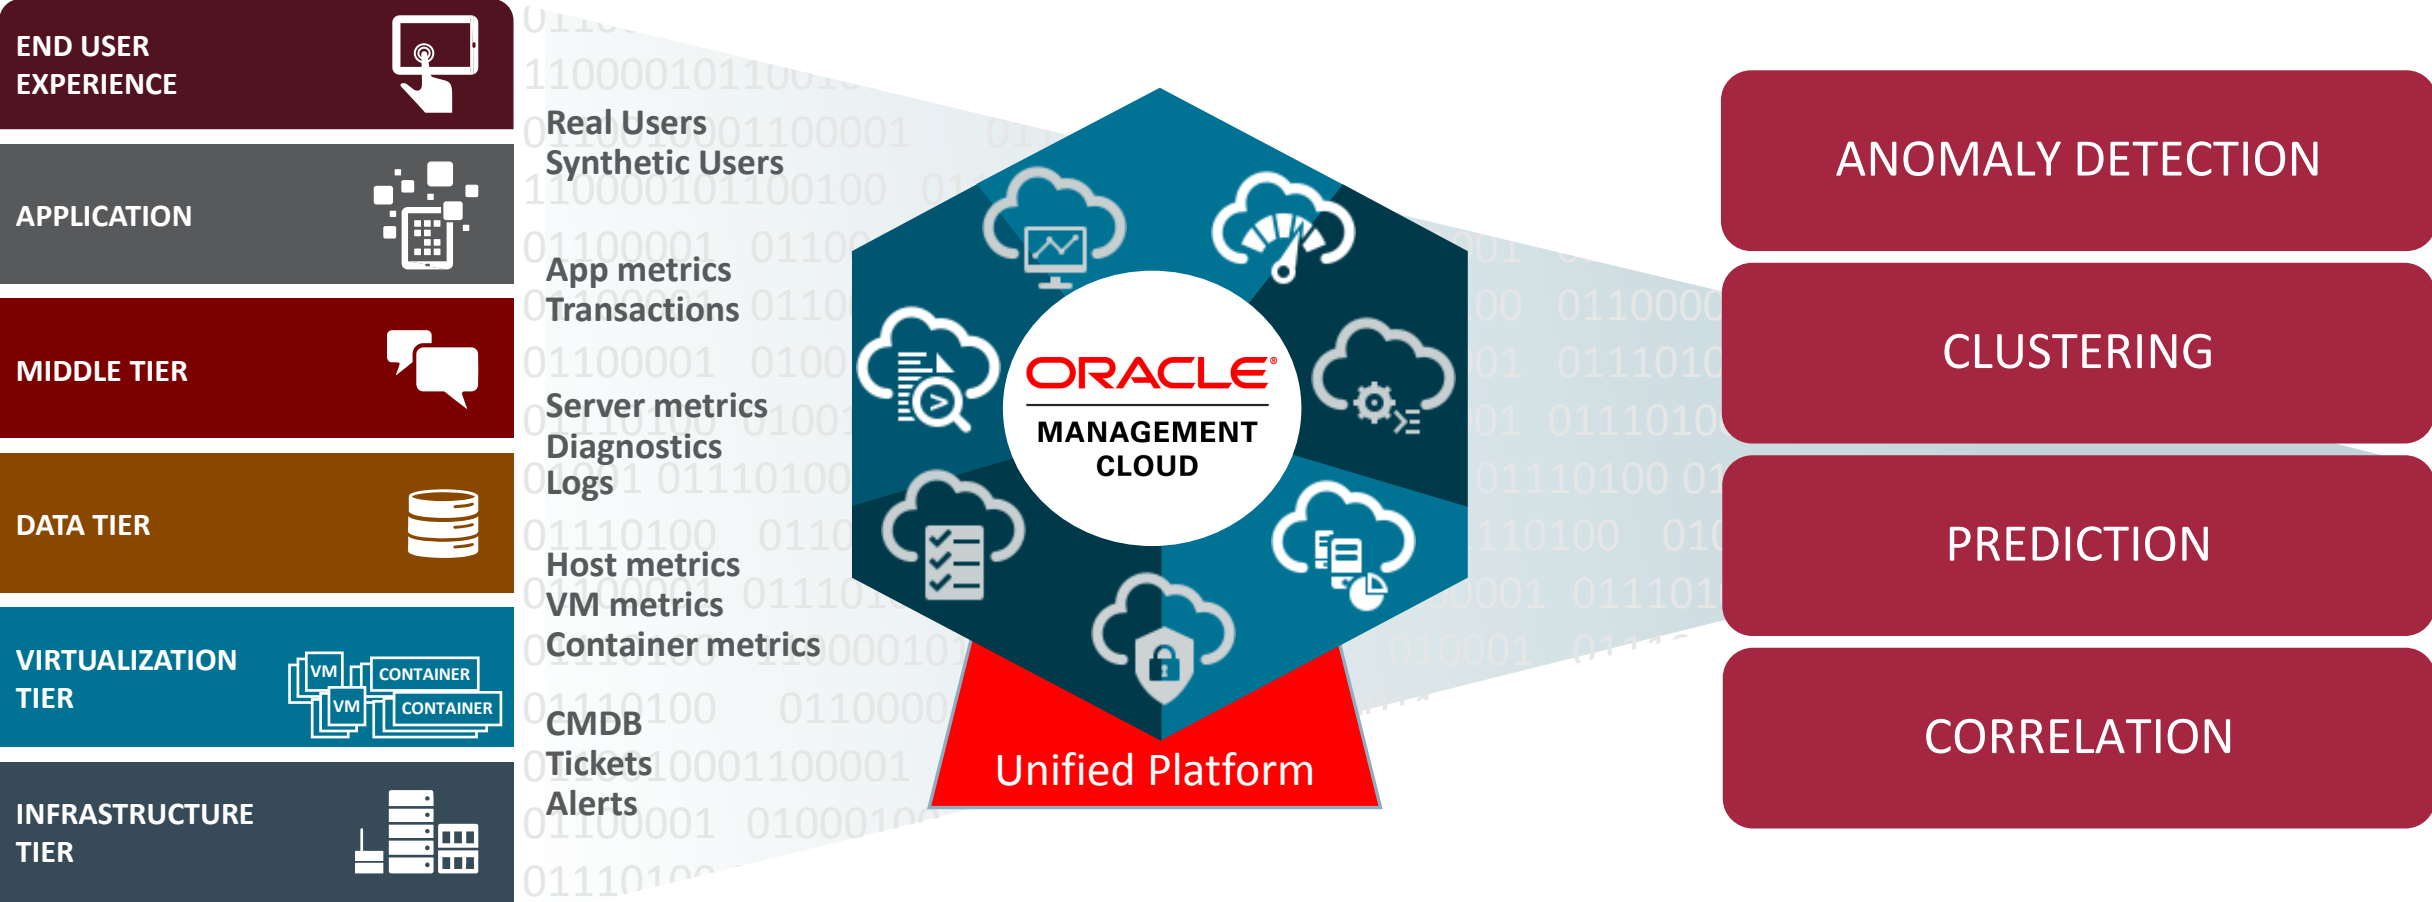 END USER
EXPERIENCE
APPLICATION
MIDDLE TIER
DATA TIER
VIRTUALIZATION
TIER
VM
CONTAINER
VM
CONTAINER
INFRASTRUCTURE
TIER
Real Users
Synthetic Users
App metrics
Transactions
Server metrics
Diagnostics
Logs
Host metrics
VM metrics
Container metrics
CMDB
Tickets
Alerts
ORACLE®
MANAGEMENT
CLOUD
Unified Platform
ANOMALY DETECTION
CLUSTERING
PREDICTION
CORRELATION